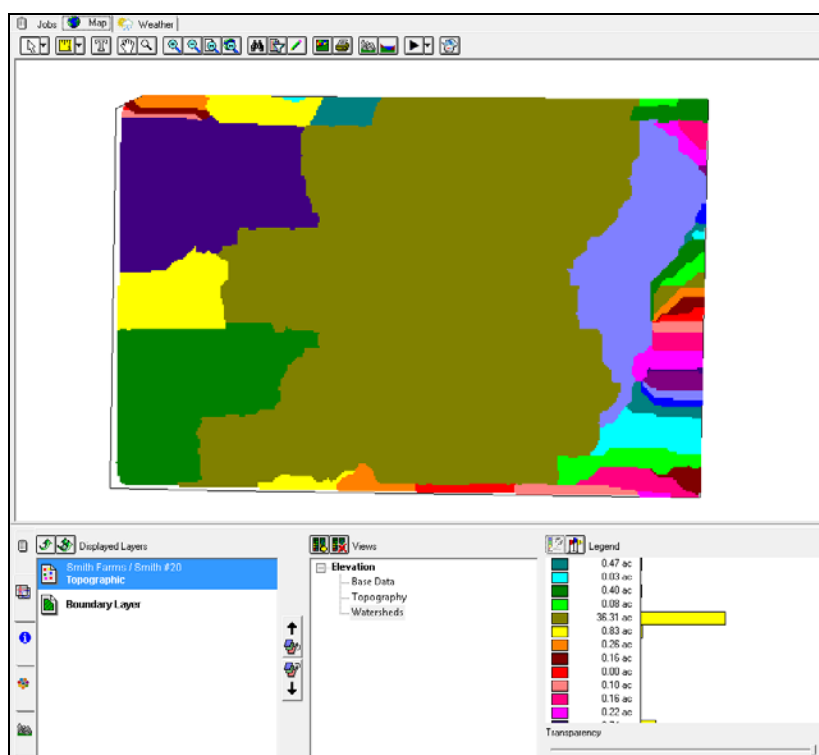 Jobs Map Weather
T
Displayed Layers
Smith Farms / Smith #20
Topographic
Boundary Layer
Views
Elevation
Base Data
Topography
Watersheds
Legend
0.47 ac
0.03 ac
0.40 ac
0.08 ac
36.31 ac
0.83 ac
0.26 ac
0.16 ac
0.00 ac
0.10 ac
0.16 ac
0.22 ac
Transparency